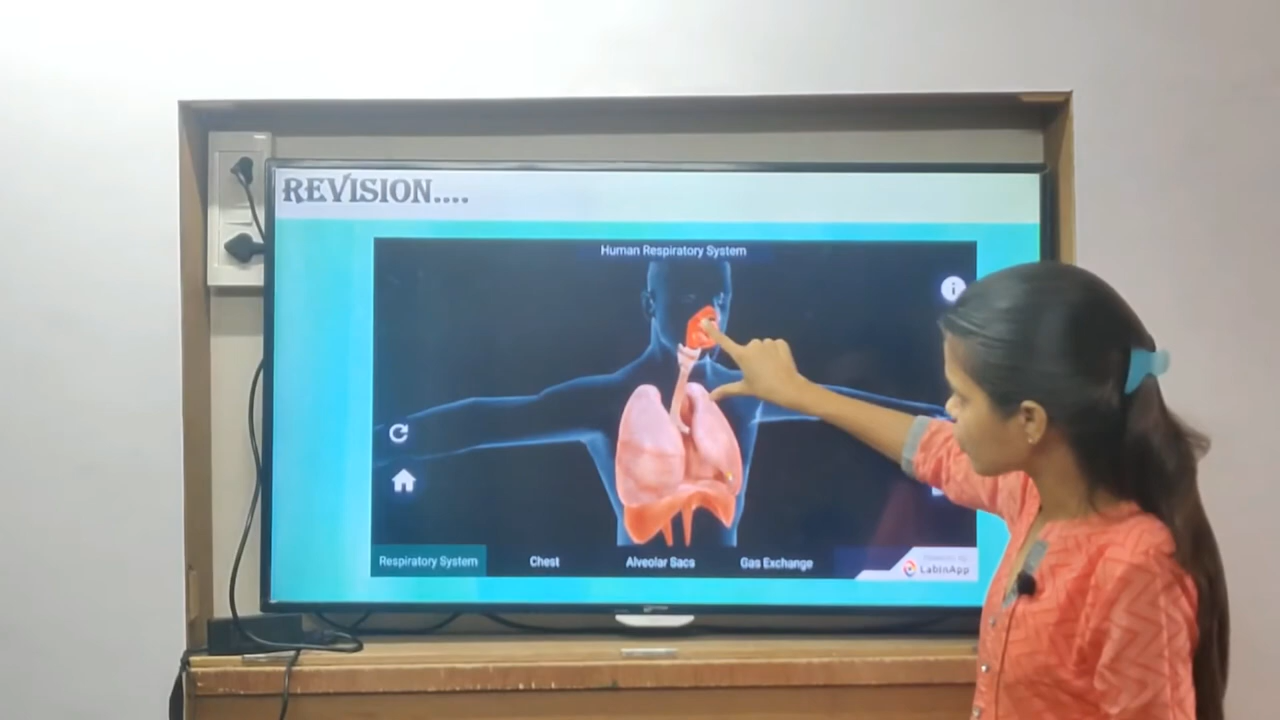 REVISION....
Human Respiratory System
i
Respiratory System
Chest
Alveolar Sacs
Gas Exchange
LabInApp